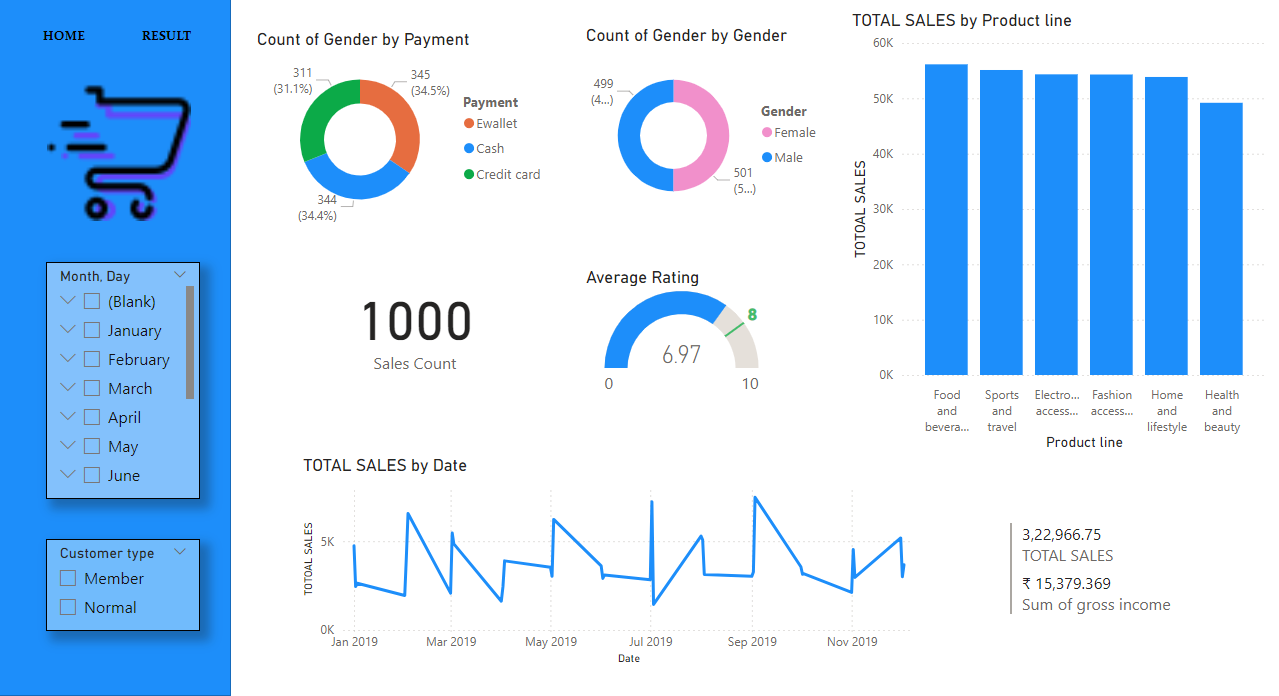 HOME
RESULT
Month, Day
(Blank)
January
February
March
April
May
June
Customer type
Member
Normal
Count of Gender by Payment
311
(31.1%)
345
(34.5%)
344
(34.4%)
Payment
Ewallet
Cash
Credit card
Count of Gender by Gender
499
(4...)
501
(5...)
Gender
Female
Male
1000
Sales Count
Average Rating
8
6.97
0
10
TOTAL SALES by Product line
TOTOAL SALES
60K
50K
40K
30K
20K
10K
0K
Food
and
bevera...
Sports
and
travel
Electro...
access...
Fashion
access...
Home
and
lifestyle
Health
and
beauty
Product line
TOTAL SALES by Date
TOTOAL SALES
5K
0K
Jan 2019
Mar 2019
May 2019
Jul 2019
Sep 2019
Nov 2019
Date
3,22,966.75
TOTAL SALES
₹ 15,379.369
Sum of gross income